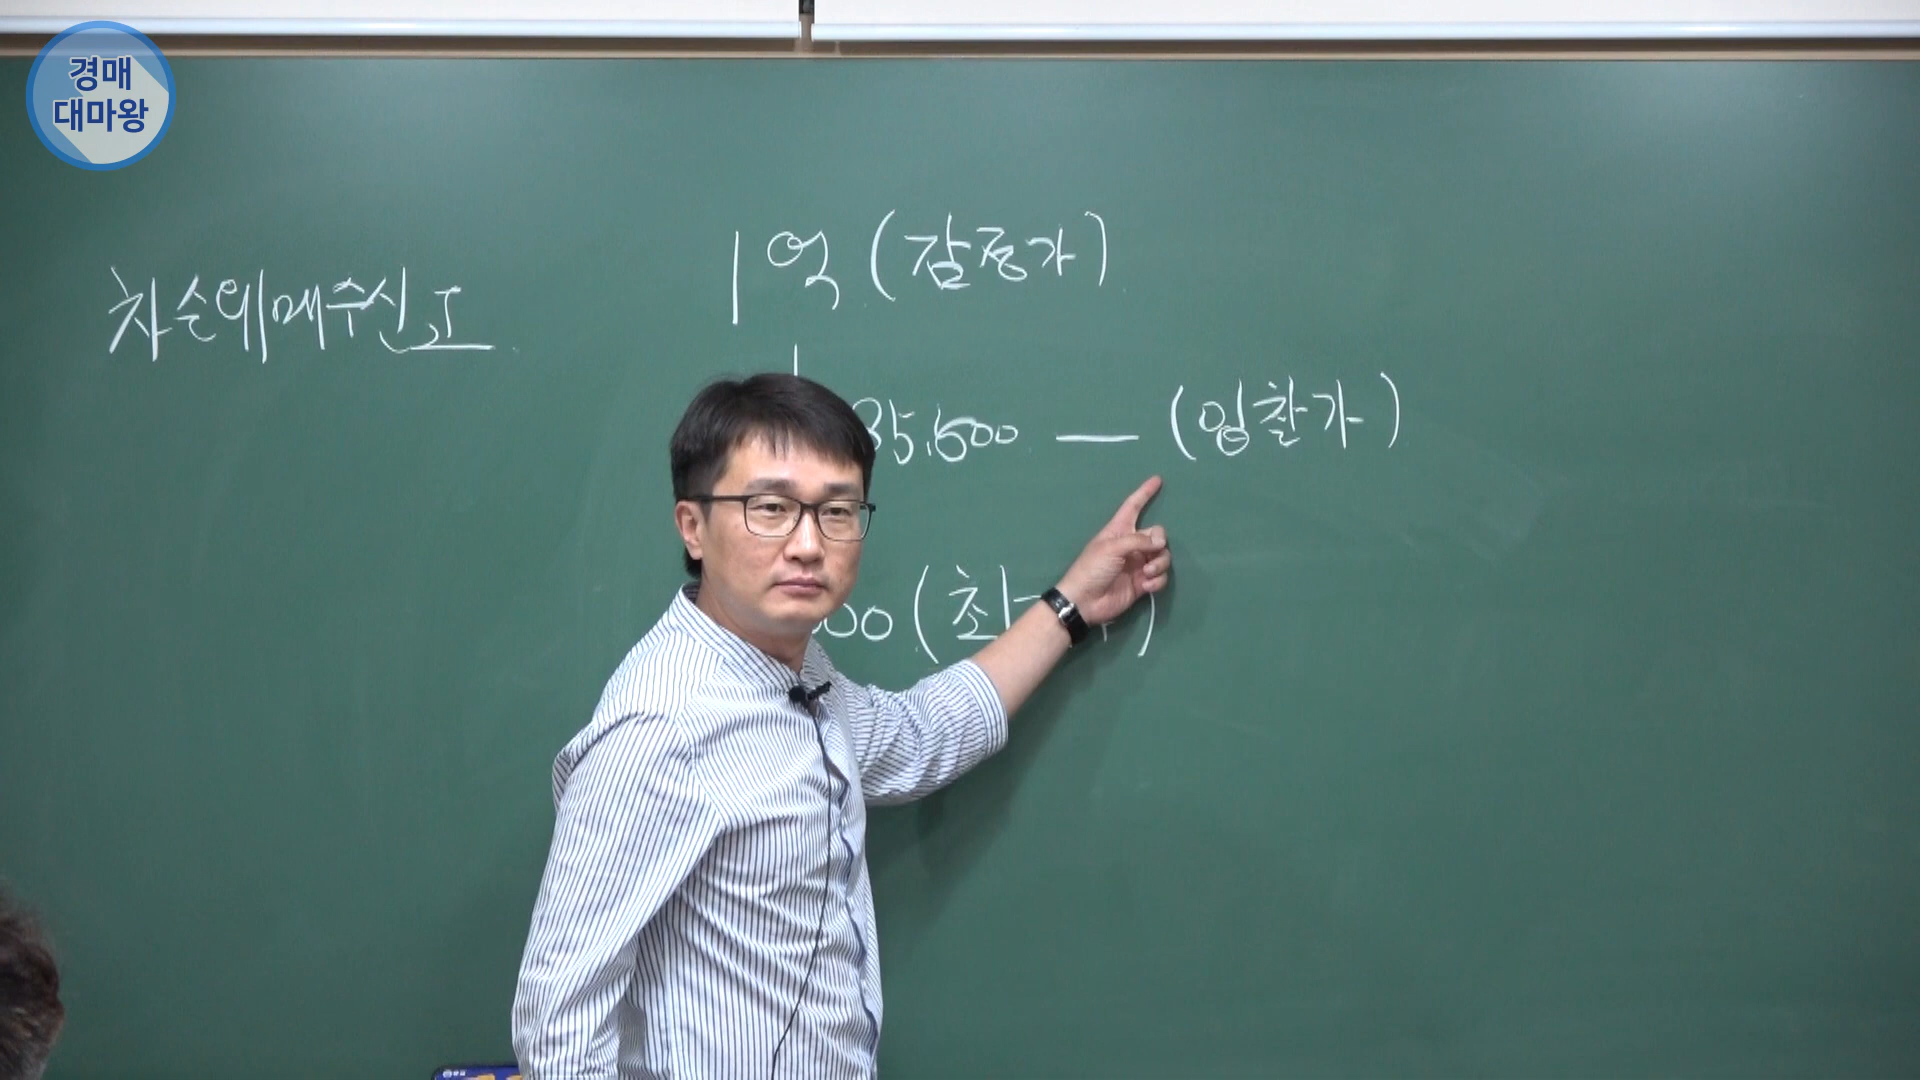 경매
대마왕
1억 (감정가)
차순위매수신고
35,600 — (입찰가)
00 (최